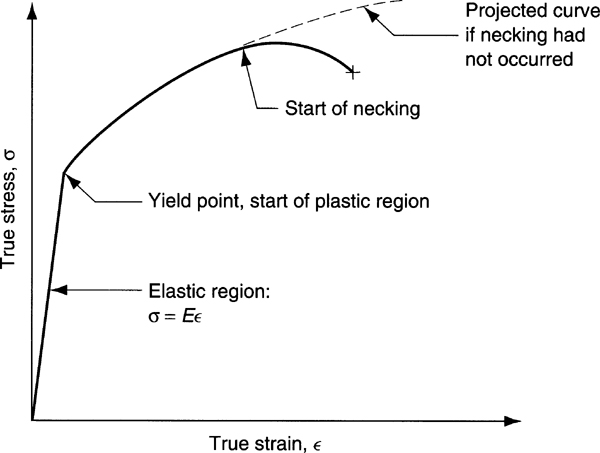 Projected curve
if necking had
not occurred
Start of necking
Yield point, start of plastic region
True stress, σ
Elastic region:
σ = Eϵ
True strain, ϵ